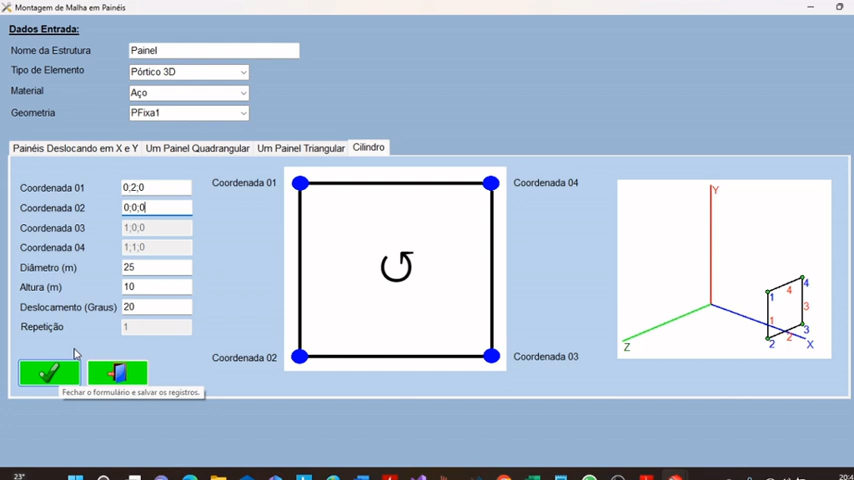 Montagem de Malha em Painéis
Dados Entrada:
Nome da Estrutura Painel
Tipo de Elemento Pórtico 3D
Material Aço
Geometria PFixa1
Painéis Deslocando em X e Y Um Painel Quadrangular Um Painel Triangular Cilindro
Coordenada 01 0;2;0
Coordenada 02 0;0;0
Coordenada 03 1;0;0
Coordenada 04 1;1;0
Diâmetro (m) 25
Altura (m) 10
Deslocamento (Graus) 20
Repetição 1
Fechar o formulário e salvar os registros.
Coordenada 01 Coordenada 04
Coordenada 02 Coordenada 03
Y
4
1 4
1 3
3
2 2
X
Z
23°
20:4